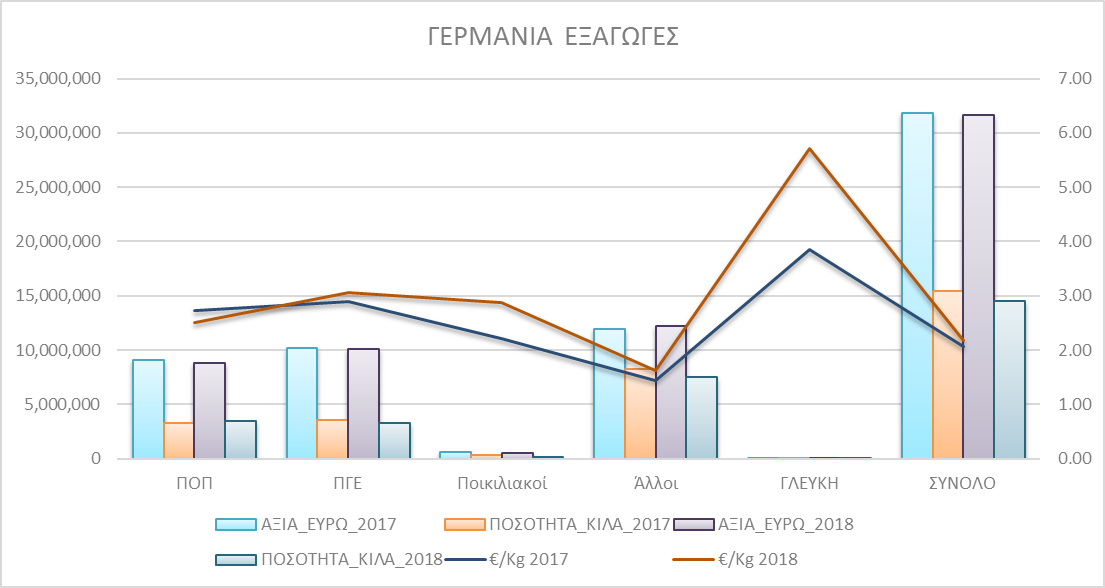 ΓΕΡΜΑΝΙΑ ΕΞΑΓΩΓΕΣ
35,000,000 7.00
30,000,000 6.00
25,000,000 5.00
20,000,000 4.00
15,000,000 3.00
10,000,000 2.00
5,000,000 1.00
0 0.00
ΠΟΠ ΠΓΕ Ποικιλιακοί Άλλοι ΓΛΕΥΚΗ ΣΥΝΟΛΟ
ΑΞΙΑ_ΕΥΡΩ_2017 ΠΟΣΟΤΗΤΑ_ΚΙΛΑ_2017 ΑΞΙΑ_ΕΥΡΩ_2018
ΠΟΣΟΤΗΤΑ_ΚΙΛΑ_2018 €/Kg 2017 €/Kg 2018